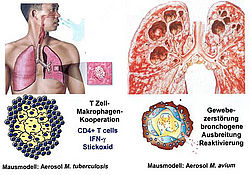 T Zell-
Makrophagen-
Kooperation
CD4+ T cells
IFN-γ
Stickoxid
Mausmodell: Aerosol M. tuberculosis
Gewebe-
zerstörung
bronchogene
Ausbreitung
Reaktivierung
Mausmodell: Aerosol M. avium